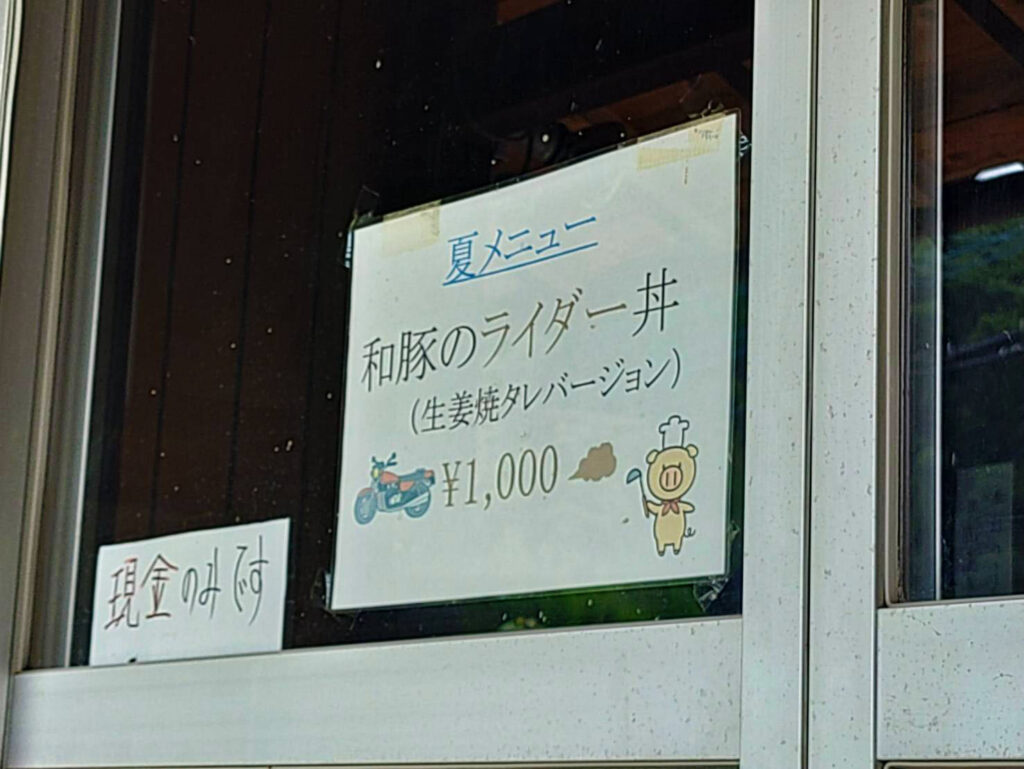 夏メニュー
和豚のライダー丼
(生姜焼タレバージョン)
¥1,000
現金のみです